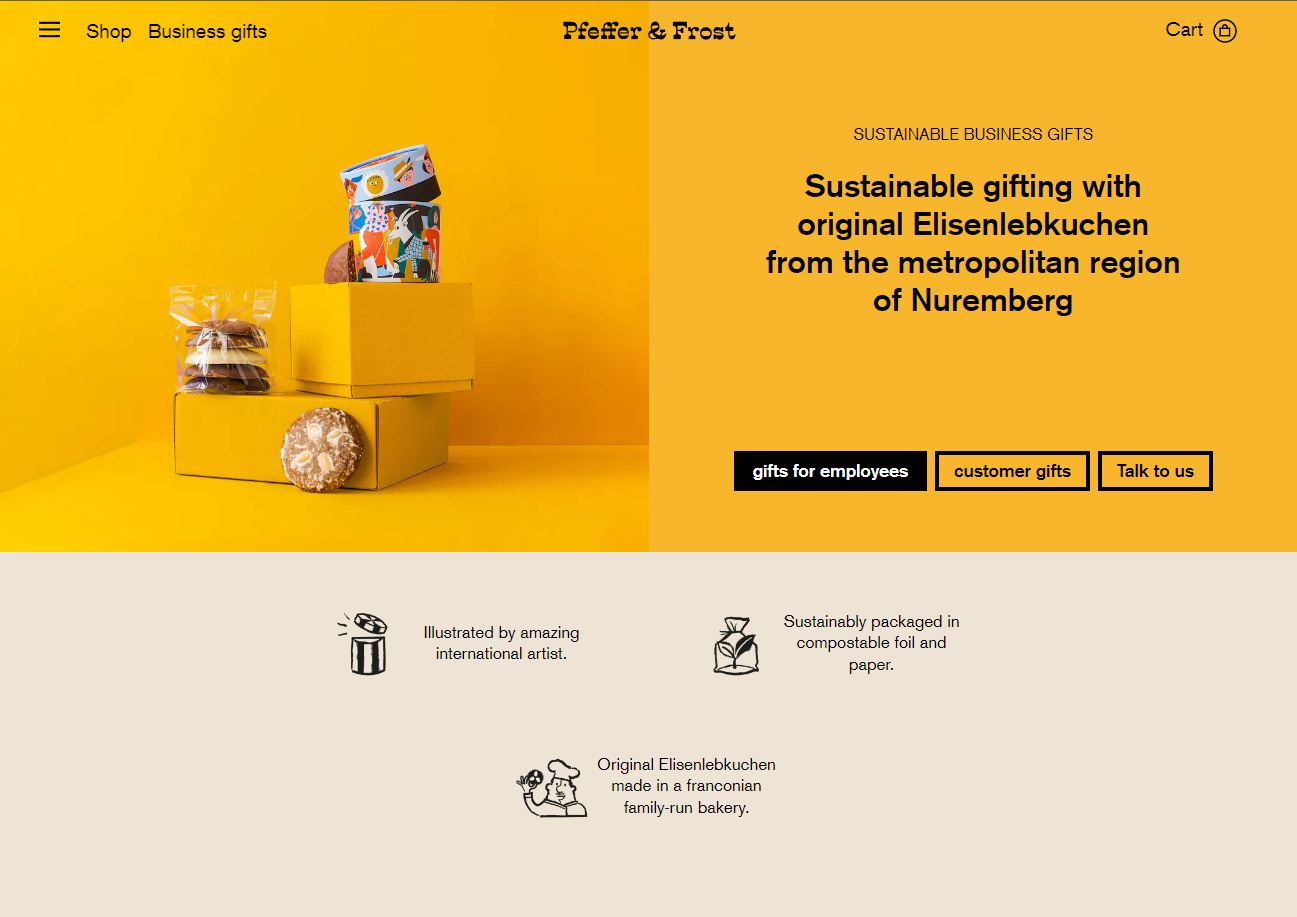 Shop
Business gifts
Pfeffer & Frost
Cart
SUSTAINABLE BUSINESS GIFTS
Sustainable gifting with
original Elisenlebkuchen
from the metropolitan region
of Nuremberg
gifts for employees
customer gifts
Talk to us
Illustrated by amazing
international artist.
Sustainably packaged in
compostable foil and
paper.
Original Elisenlebkuchen
made in a franconian
family-run bakery.